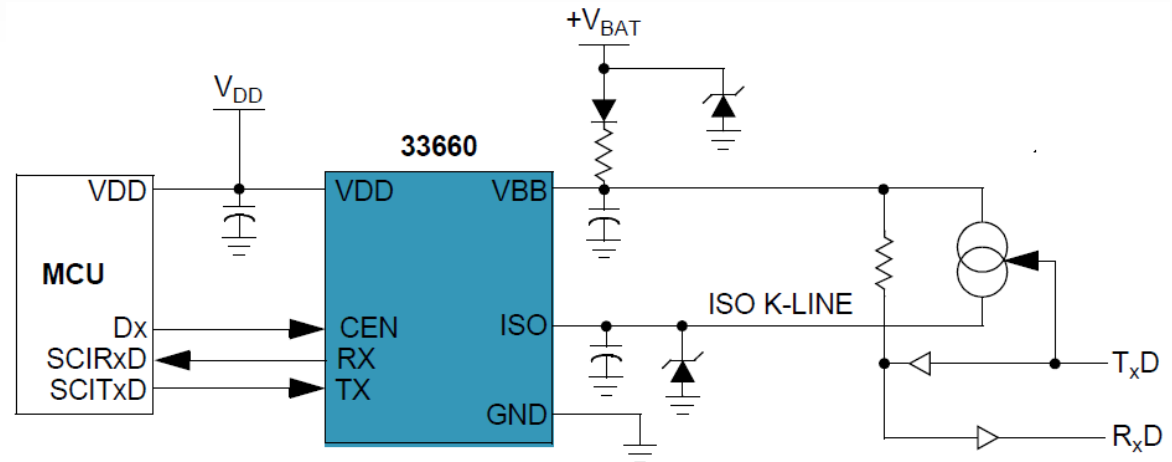 +VBAT
VDD
33660
VDD VDD VBB
MCU
ISO K-LINE
Dx CEN ISO
SCIRxD RX
TxD
SCITxD TX
GND
RxD